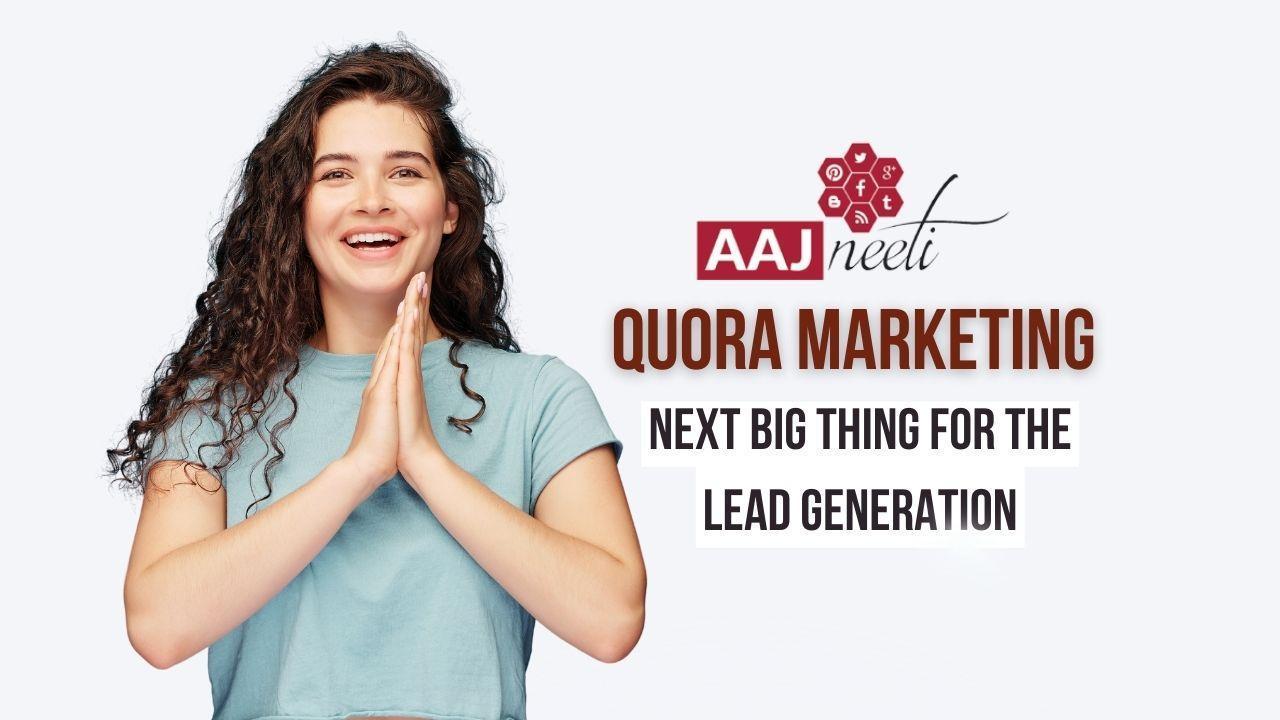 AAJ neeti
QUORA MARKETING
NEXT BIG THING FOR THE
LEAD GENERATION